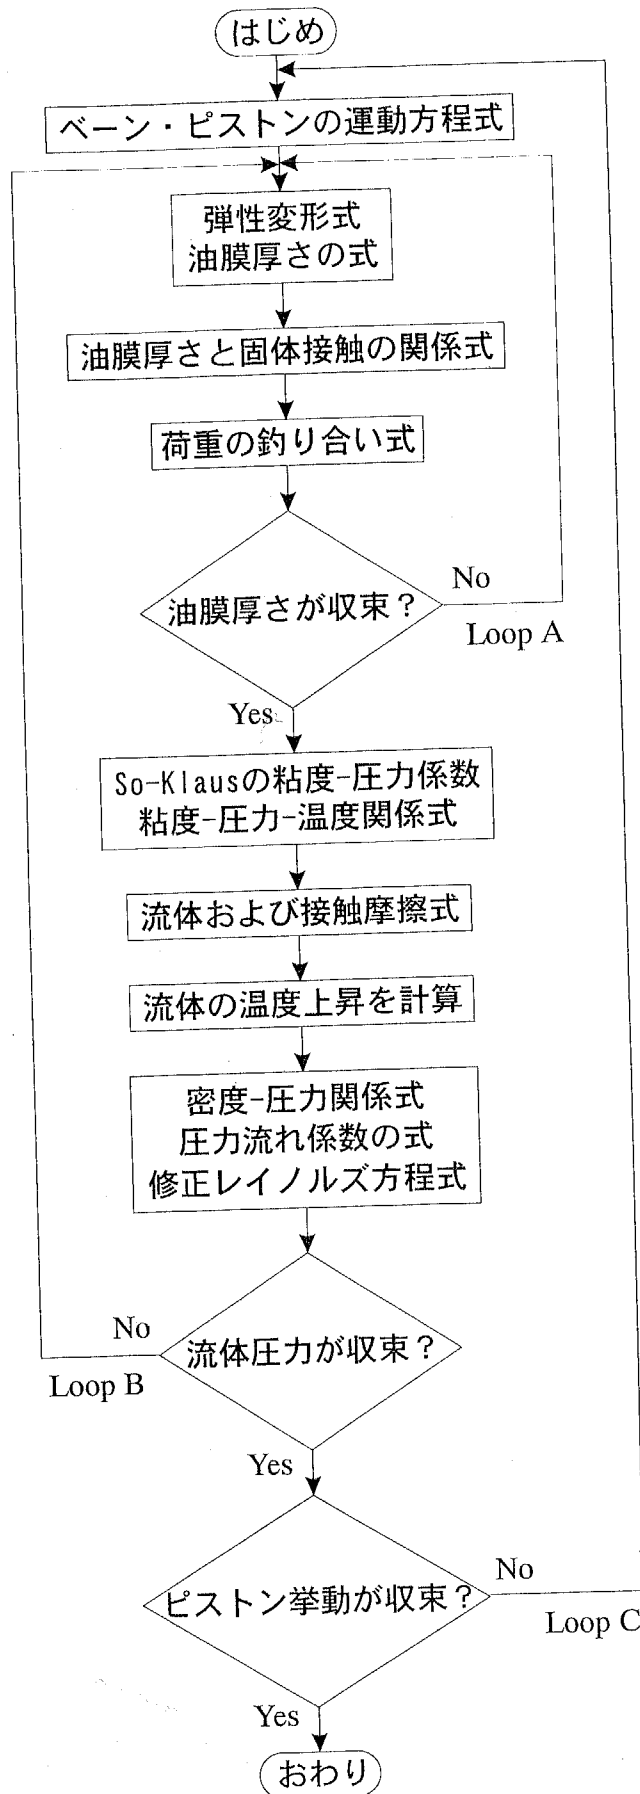 はじめ
ベーン・ピストンの運動方程式
弾性変形式
油膜厚さの式
油膜厚さと固体接触の関係式
荷重の釣り合い式
油膜厚さが収束？
No
Loop A
Yes
So-Klausの粘度-圧力係数
粘度-圧力-温度関係式
流体および接触摩擦式
流体の温度上昇を計算
密度-圧力関係式
圧力流れ係数の式
修正レイノルズ方程式
流体圧力が収束？
No
Loop B
Yes
ピストン挙動が収束？
No
Loop C
Yes
おわり